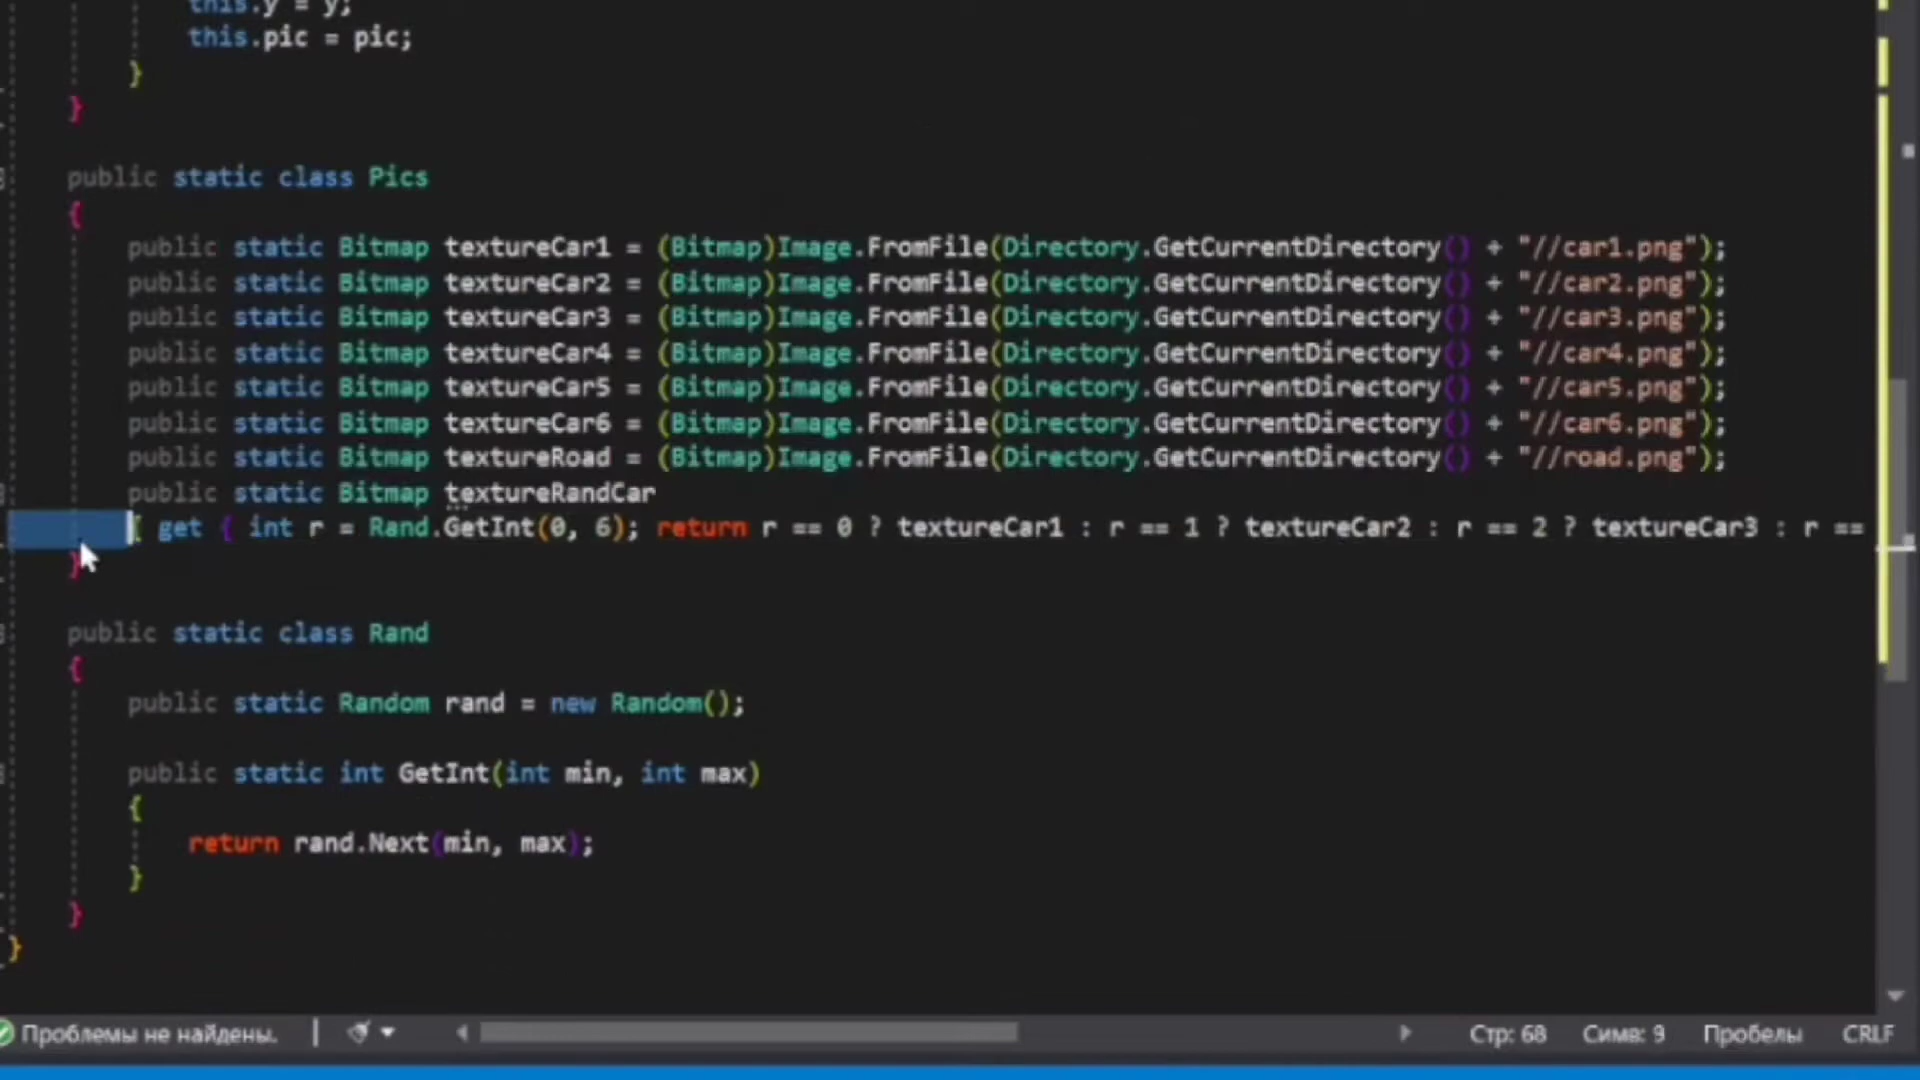 this.y = y;
this.pic = pic;
}
}
public static class Pics
{
public static Bitmap textureCar1 = (Bitmap)Image.FromFile(Directory.GetCurrentDirectory() + "//car1.png");
public static Bitmap textureCar2 = (Bitmap)Image.FromFile(Directory.GetCurrentDirectory() + "//car2.png");
public static Bitmap textureCar3 = (Bitmap)Image.FromFile(Directory.GetCurrentDirectory() + "//car3.png");
public static Bitmap textureCar4 = (Bitmap)Image.FromFile(Directory.GetCurrentDirectory() + "//car4.png");
public static Bitmap textureCar5 = (Bitmap)Image.FromFile(Directory.GetCurrentDirectory() + "//car5.png");
public static Bitmap textureCar6 = (Bitmap)Image.FromFile(Directory.GetCurrentDirectory() + "//car6.png");
public static Bitmap textureRoad = (Bitmap)Image.FromFile(Directory.GetCurrentDirectory() + "//road.png");
public static Bitmap textureRandCar
{ get { int r = Rand.GetInt(0, 6); return r == 0 ? textureCar1 : r == 1 ? textureCar2 : r == 2 ? textureCar3 : r ==
}
public static class Rand
{
public static Random rand = new Random();
public static int GetInt(int min, int max)
{
return rand.Next(min, max);
}
}
}
Проблемы не найдены. Стр: 68 Симв: 9 Пробелы CRLF